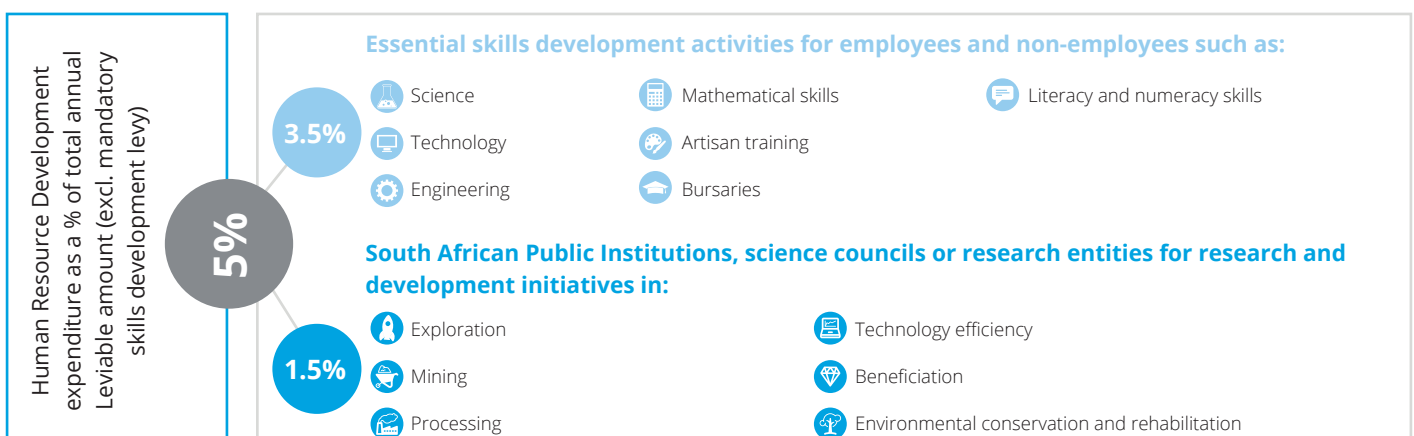 Human Resource Development
expenditure as a % of total annual
Leviable amount (excl. mandatory
skills development levy)
5%
3.5%
Essential skills development activities for employees and non-employees such as:
Science
Technology
Engineering
Mathematical skills
Artisan training
Bursaries
Literacy and numeracy skills
1.5%
South African Public Institutions, science councils or research entities for research and
development initiatives in:
Exploration
Mining
Processing
Technology efficiency
Beneficiation
Environmental conservation and rehabilitation